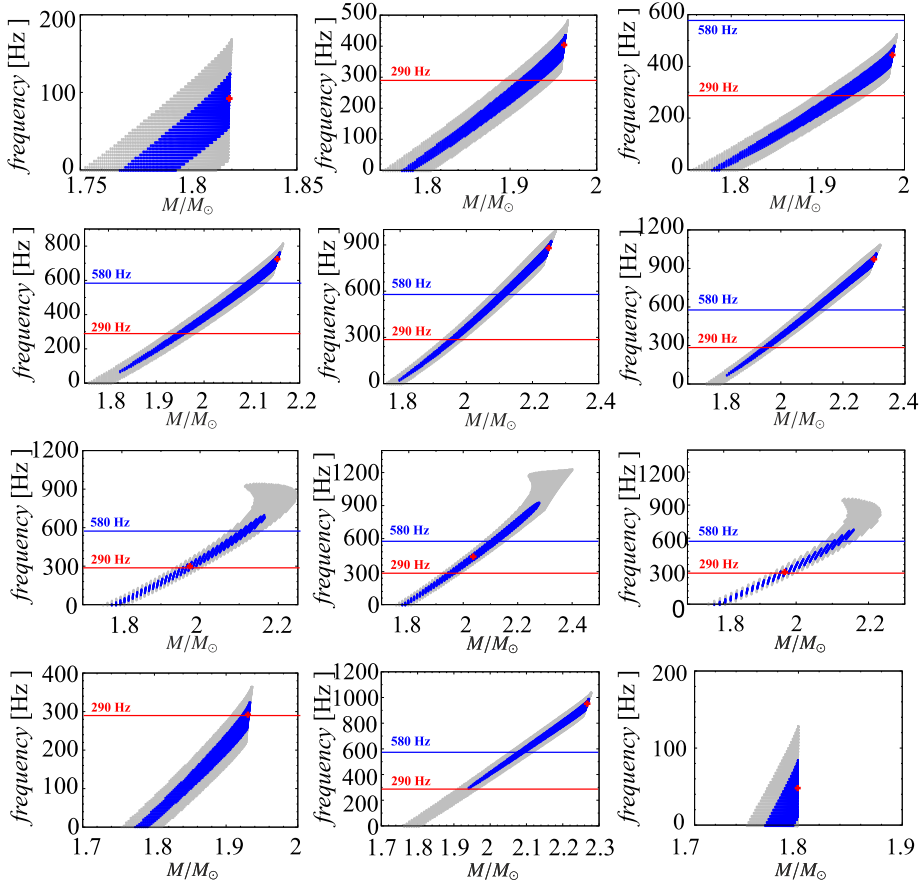 200
frequency [Hz]
100
0
1.75
1.8
1.85
M/M☉
500
400
frequency [Hz]
300
290 Hz
200
100
0
1.8
1.9
2
M/M☉
600
580 Hz
frequency [Hz]
400
290 Hz
200
0
1.8
1.9
2
M/M☉
800
frequency [Hz]
600
580 Hz
400
290 Hz
200
0
1.8
1.9
2
2.1
2.2
M/M☉
900
frequency [Hz]
600
580 Hz
300
290 Hz
0
1.8
2
2.2
2.4
M/M☉
1200
frequency [Hz]
900
600
580 Hz
300
290 Hz
0
1.8
2
2.2
2.4
M/M☉
1200
frequency [Hz]
900
600
580 Hz
300
290 Hz
0
1.8
2
2.2
M/M☉
1200
frequency [Hz]
900
600
580 Hz
300
290 Hz
0
1.8
2
2.2
2.4
M/M☉
1200
frequency [Hz]
900
600
580 Hz
300
290 Hz
0
1.8
2
2.2
M/M☉
400
frequency [Hz]
300
290 Hz
200
100
0
1.7
1.8
1.9
2
M/M☉
1200
1000
frequency [Hz]
800
600
580 Hz
400
290 Hz
200
0
1.7
1.8
1.9
2
2.1
2.2
2.3
M/M☉
200
frequency [Hz]
100
0
1.7
1.8
1.9
M/M☉